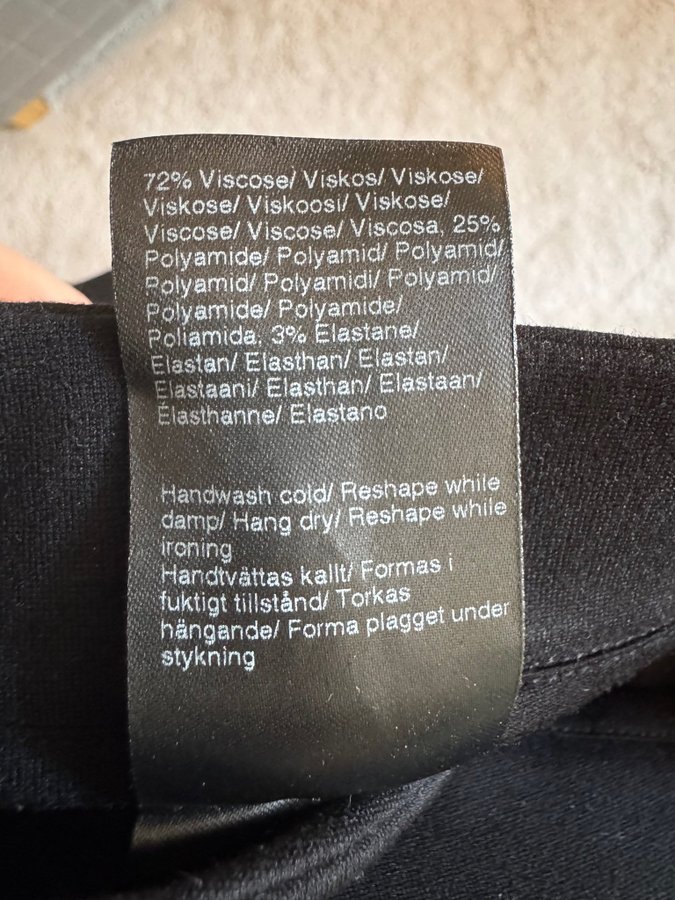 72% Viscose/ Viskos/ Viskose/
Viskose/ Viskoosi/ Viskose/
Viscose/ Viscose/ Viscosa, 25%
Polyamide/ Polyamid/ Polyamid/
Polyamid/ Polyamidi/ Polyamid/
Polyamide/ Polyamide/
Poliamida, 3% Elastane/
Elastan/ Elasthan/ Elastan/
Elastaani/ Elasthan/ Elastaan/
Élasthanne/ Elastano
Handwash cold/ Reshape while
damp/ Hang dry/ Reshape while
ironing
Handtvättas kallt/ Formas i
fuktigt tillstånd/ Torkas
hängande/ Forma plagget under
stykning